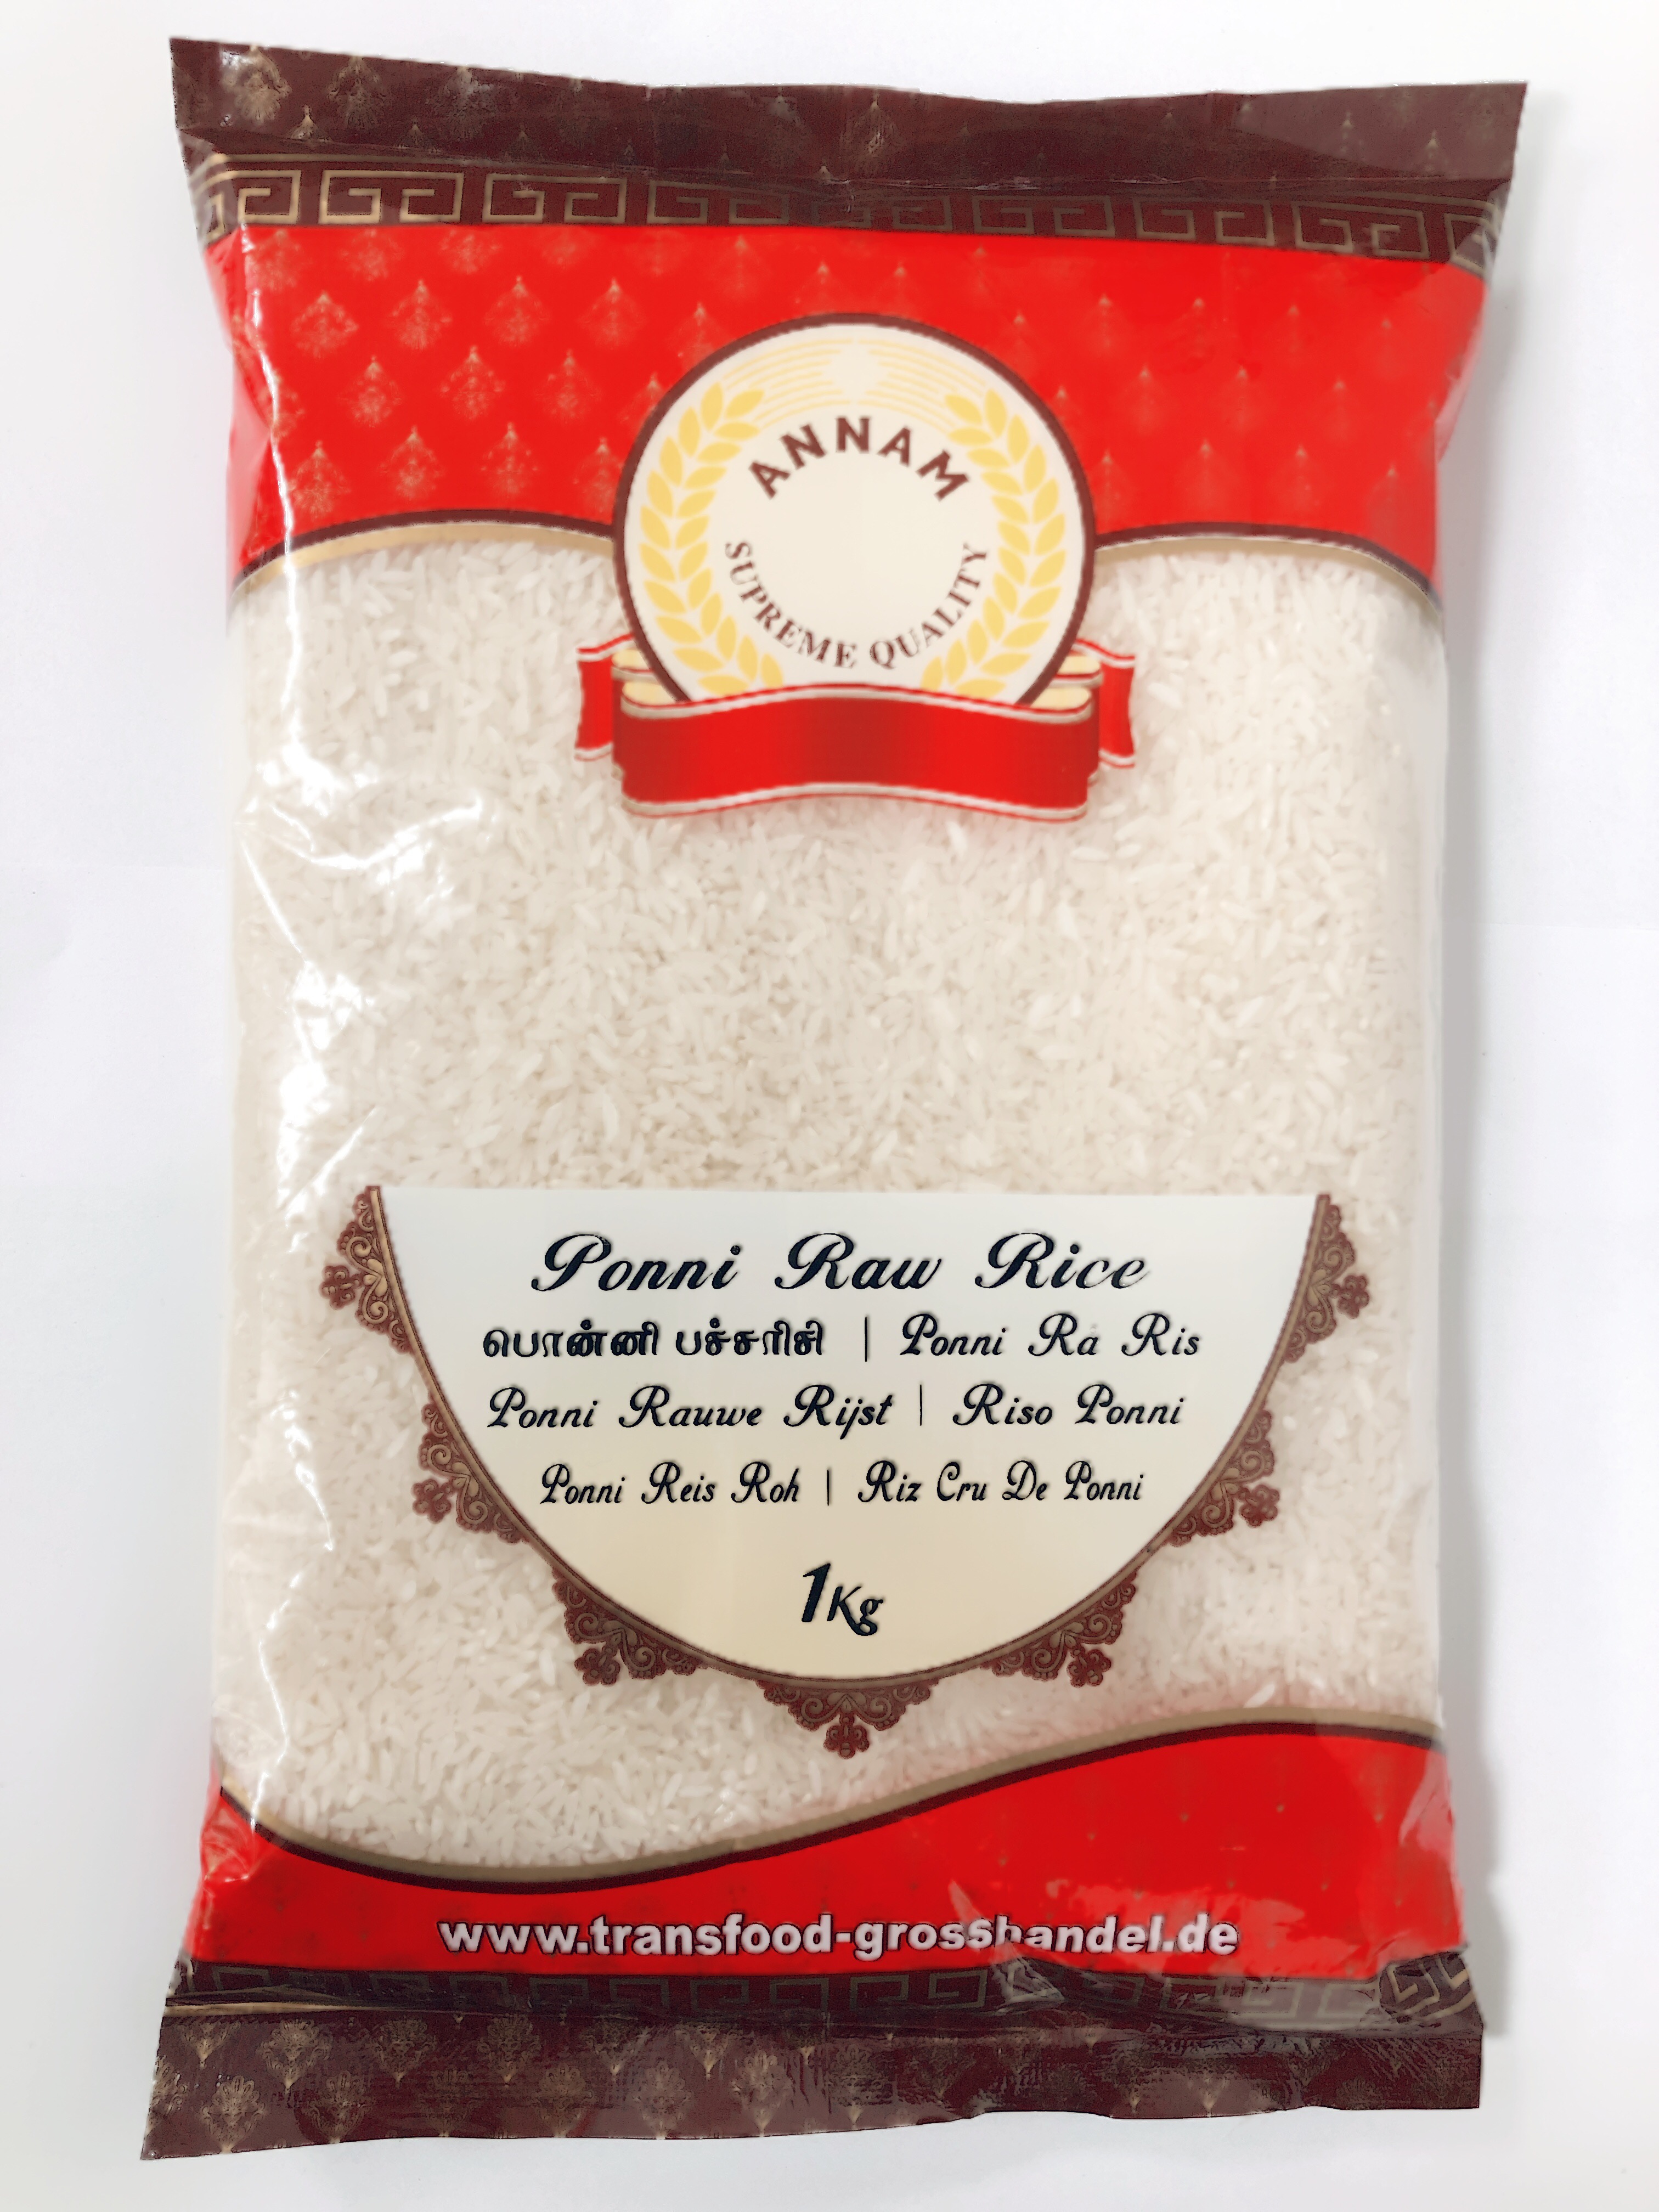 ANNAM
SUPREME QUALITY
Ponni Raw Rice
பொன்னி பச்சரிசி | Ponni Ra Ris
Ponni Rauwe Rijst | Riso Ponni
Ponni Reis Roh | Riz Cru De Ponni
1Kg
www.transfood-grosshandel.de